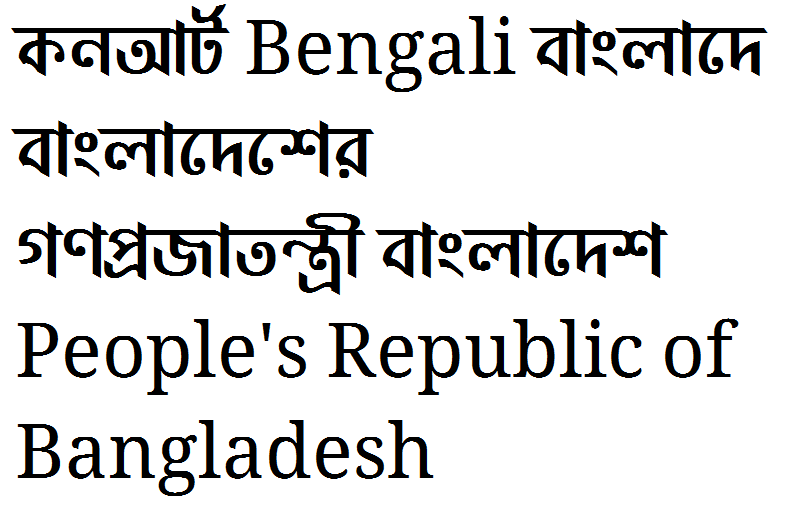 কনআর্ট Bengali বাংলাদে
বাংলাদেশের
গণপ্রজাতন্ত্রী বাংলাদেশ
People's Republic of
Bangladesh